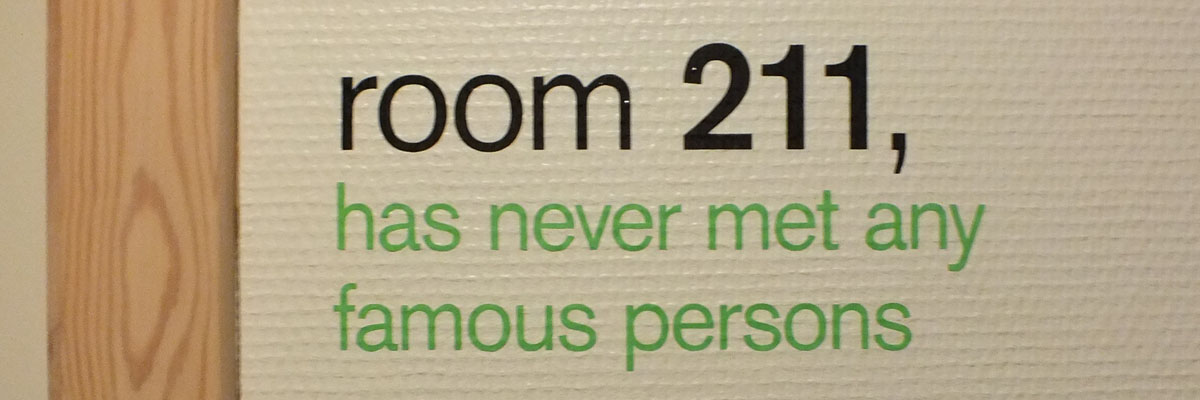 room 211,
has never met any
famous persons